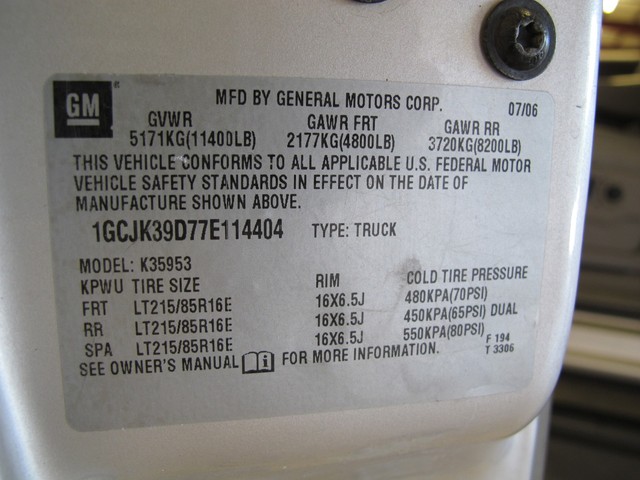 GM
MFD BY GENERAL MOTORS CORP. 07/06
GVWR GAWR FRT GAWR RR
5171KG(11400LB) 2177KG(4800LB) 3720KG(8200LB)
THIS VEHICLE CONFORMS TO ALL APPLICABLE U.S. FEDERAL MOTOR
VEHICLE SAFETY STANDARDS IN EFFECT ON THE DATE OF
MANUFACTURE SHOWN ABOVE.
1GCJK39D77E114404 TYPE: TRUCK
MODEL: K35953
KPWU TIRE SIZE RIM COLD TIRE PRESSURE
FRT LT215/85R16E 16X6.5J 480KPA(70PSI)
RR LT215/85R16E 16X6.5J 450KPA(65PSI) DUAL
SPA LT215/85R16E 16X6.5J 550KPA(80PSI) F 194
SEE OWNER'S MANUAL FOR MORE INFORMATION. T 3306